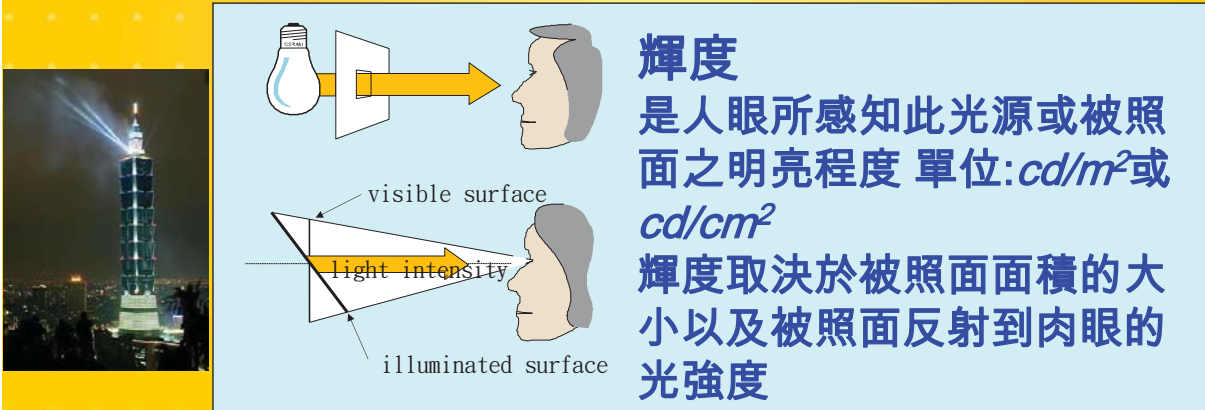 OSRAM
visible surface
light intensity
illuminated surface
輝度
是人眼所感知此光源或被照
面之明亮程度 單位:cd/m²或
cd/cm²
輝度取決於被照面面積的大
小以及被照面反射到肉眼的
光強度